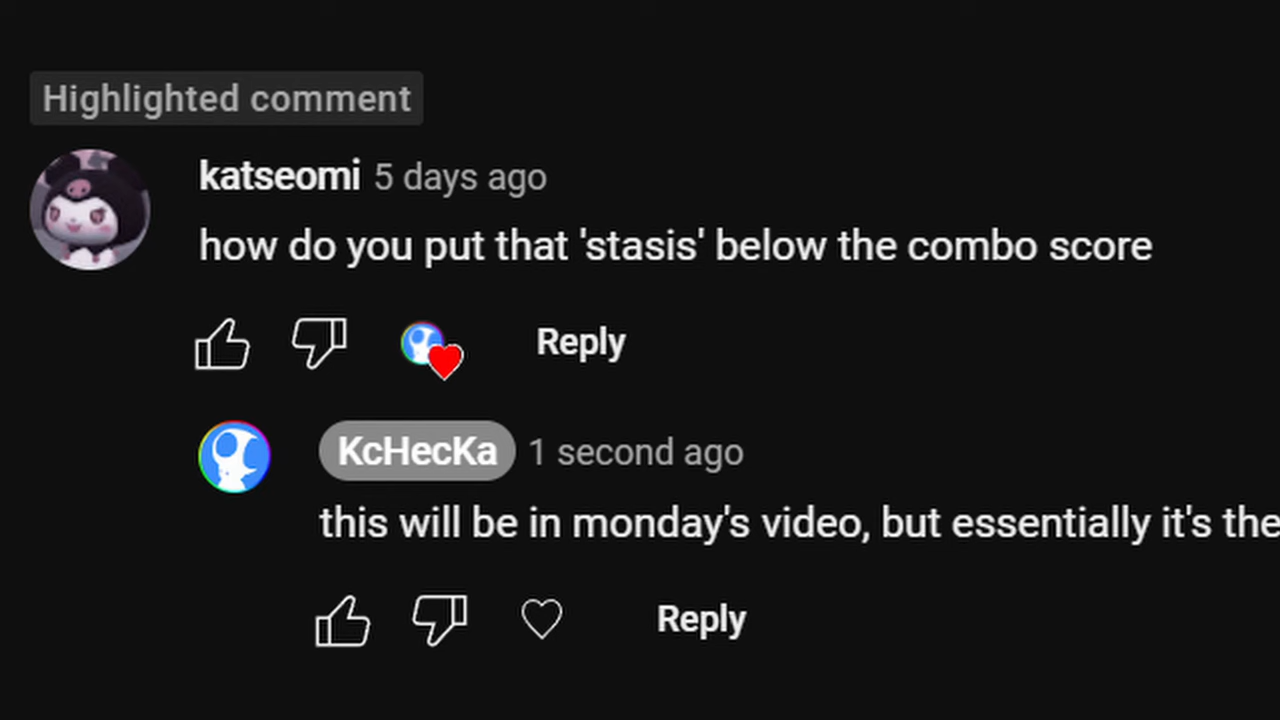 Highlighted comment
katseomi 5 days ago
how do you put that 'stasis' below the combo score
Reply
KcHecKa 1 second ago
this will be in monday's video, but essentially it's the
Reply